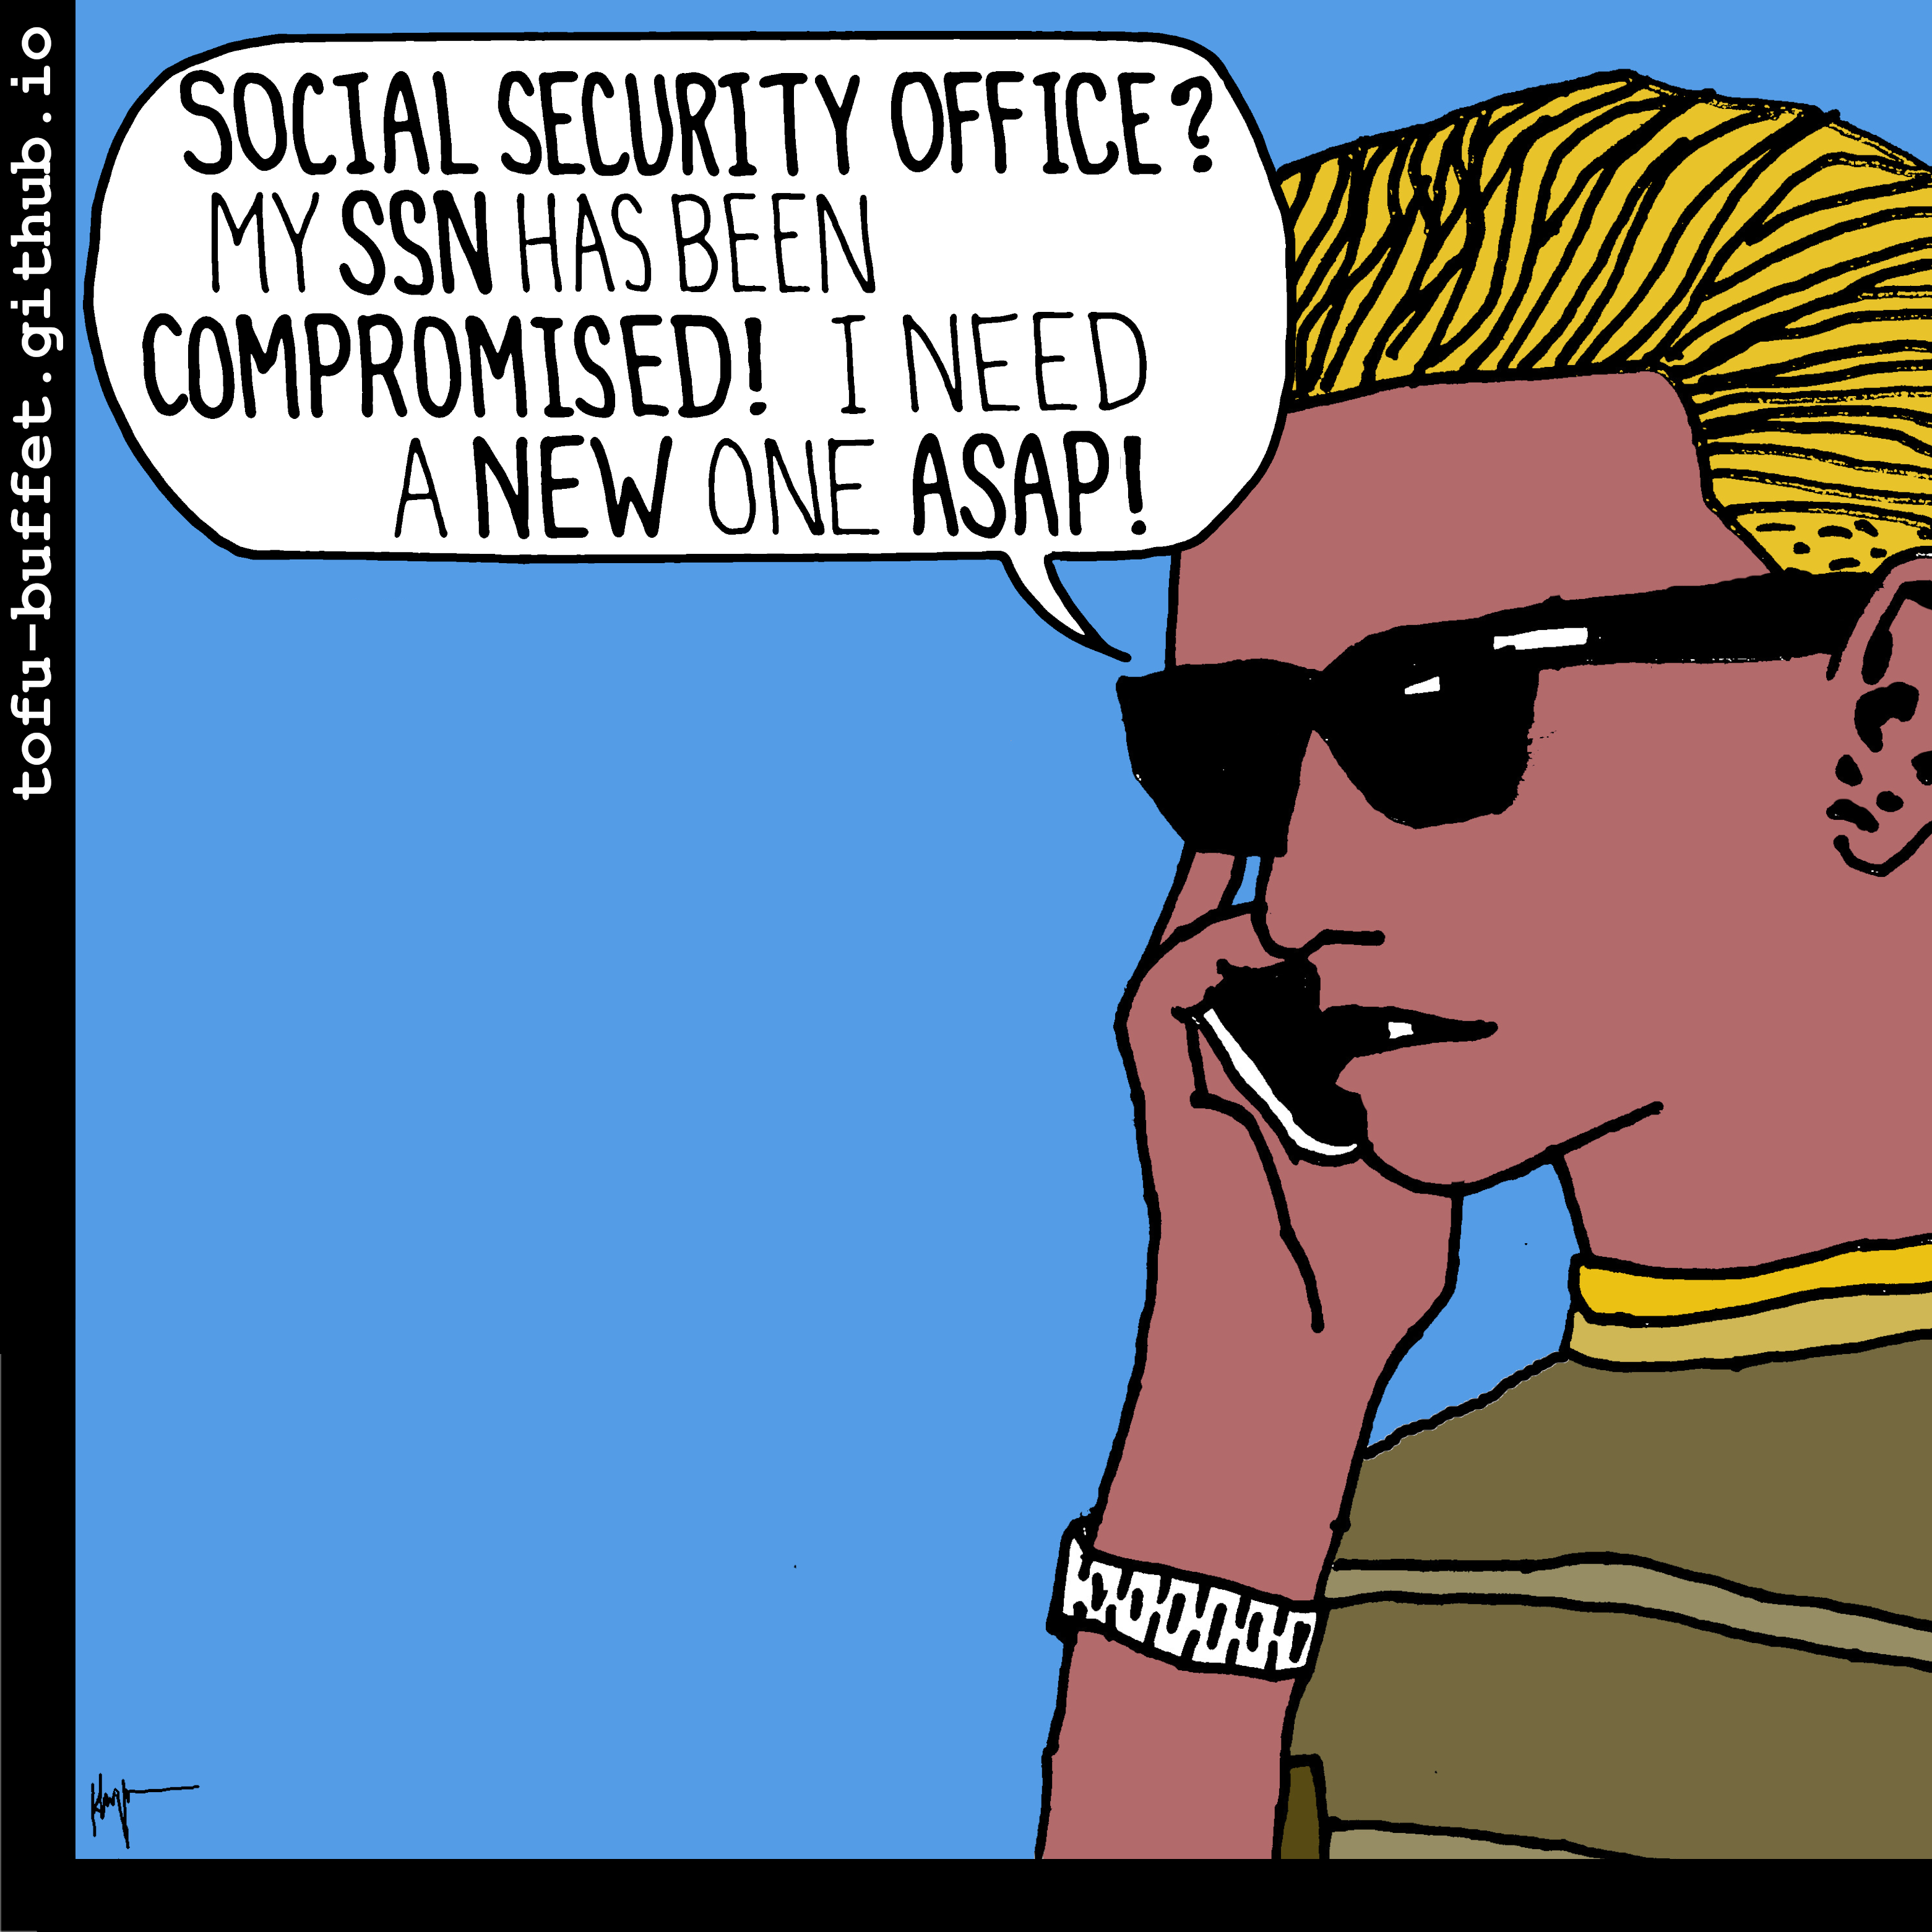 tofu-buffet.github.io
SOCIAL SECURITY OFFICE?
MY SSN HAS BEEN
COMPROMISED! I NEED
A NEW ONE ASAP!